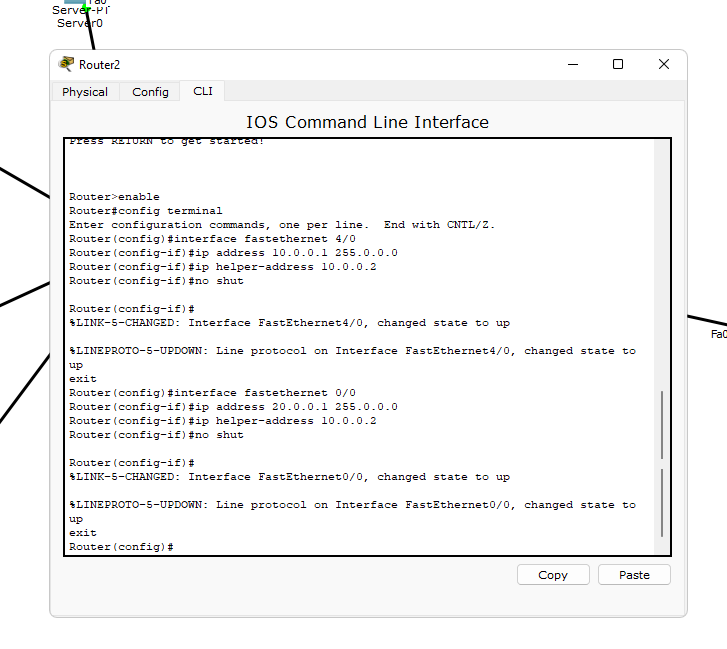 Fa0
Server-PT
Server0
Router2
Physical Config CLI
IOS Command Line Interface
Press RETURN to get started!
Router>enable
Router#config terminal
Enter configuration commands, one per line.  End with CNTL/Z.
Router(config)#interface fastethernet 4/0
Router(config-if)#ip address 10.0.0.1 255.0.0.0
Router(config-if)#ip helper-address 10.0.0.2
Router(config-if)#no shut
Router(config-if)#
%LINK-5-CHANGED: Interface FastEthernet4/0, changed state to up
%LINEPROTO-5-UPDOWN: Line protocol on Interface FastEthernet4/0, changed state to
up
exit
Router(config)#interface fastethernet 0/0
Router(config-if)#ip address 20.0.0.1 255.0.0.0
Router(config-if)#ip helper-address 10.0.0.2
Router(config-if)#no shut
Router(config-if)#
%LINK-5-CHANGED: Interface FastEthernet0/0, changed state to up
%LINEPROTO-5-UPDOWN: Line protocol on Interface FastEthernet0/0, changed state to
up
exit
Router(config)#
Copy Paste
Fa0